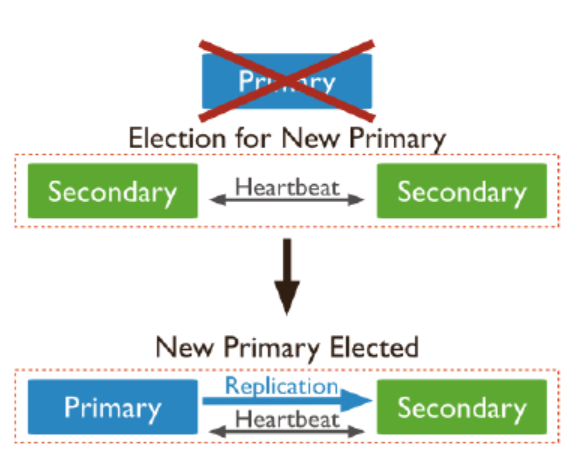 Primary
Election for New Primary
Secondary Heartbeat Secondary
New Primary Elected
Replication
Primary Secondary
Heartbeat